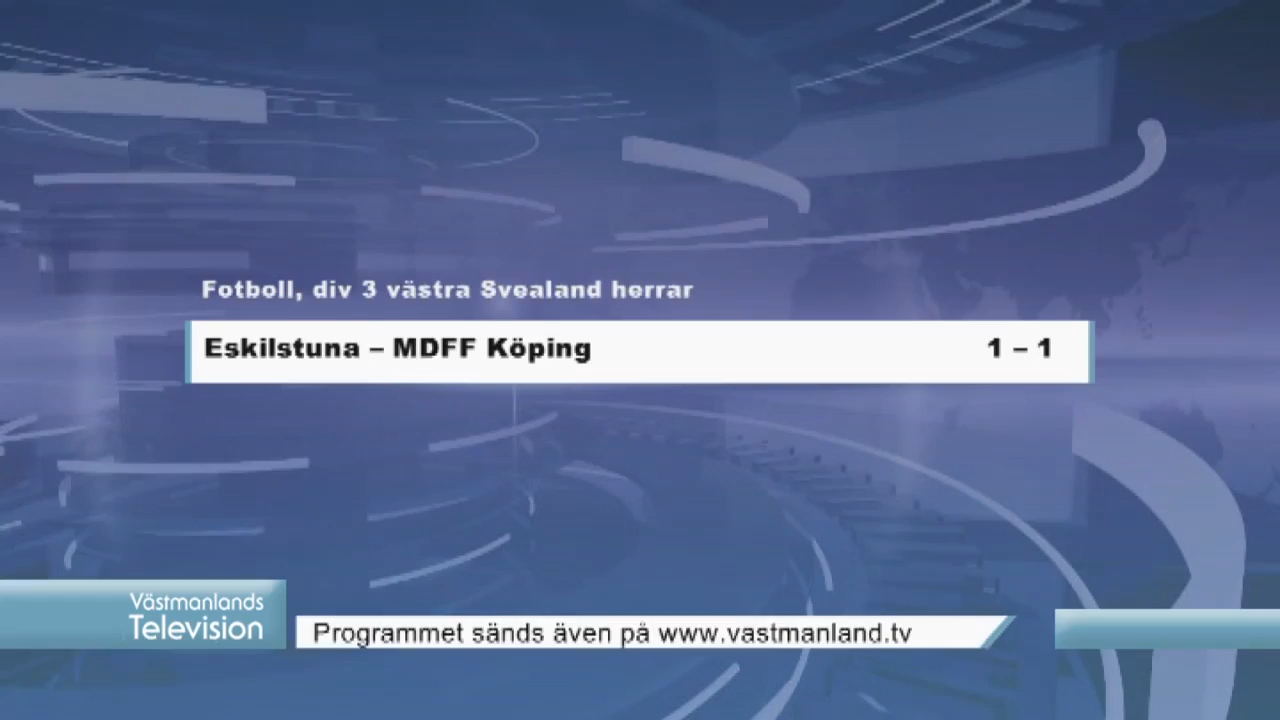 Fotboll, div 3 västra Svealand herrar
Eskilstuna – MDFF Köping 1 – 1
Västmanlands
Television
Programmet sänds även på www.vastmanland.tv